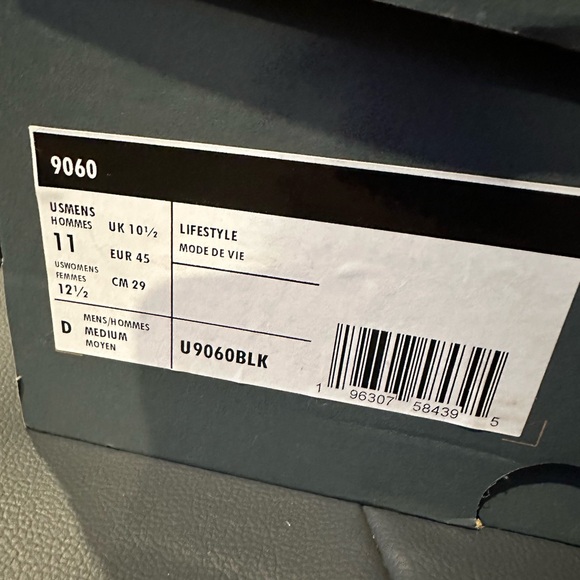 9060
USMENS
HOMMES
11
UK 10½
EUR 45
USWOMENS
FEMMES
12½
CM 29
LIFESTYLE
MODE DE VIE
D
MENS/HOMMES
MEDIUM
MOYEN
U9060BLK
1 96307 58439 5